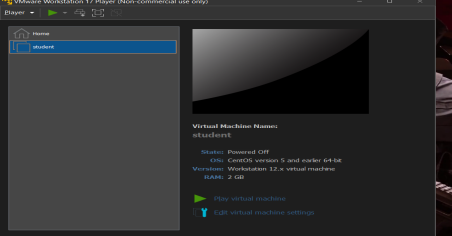 VMware Workstation 17 Player (Non-commercial use only)
Player
Home
student
Virtual Machine Name:
student
State: Powered Off
OS: CentOS version 5 and earlier 64-bit
Version: Workstation 12.x virtual machine
RAM: 2 GB
Play virtual machine
Edit virtual machine settings